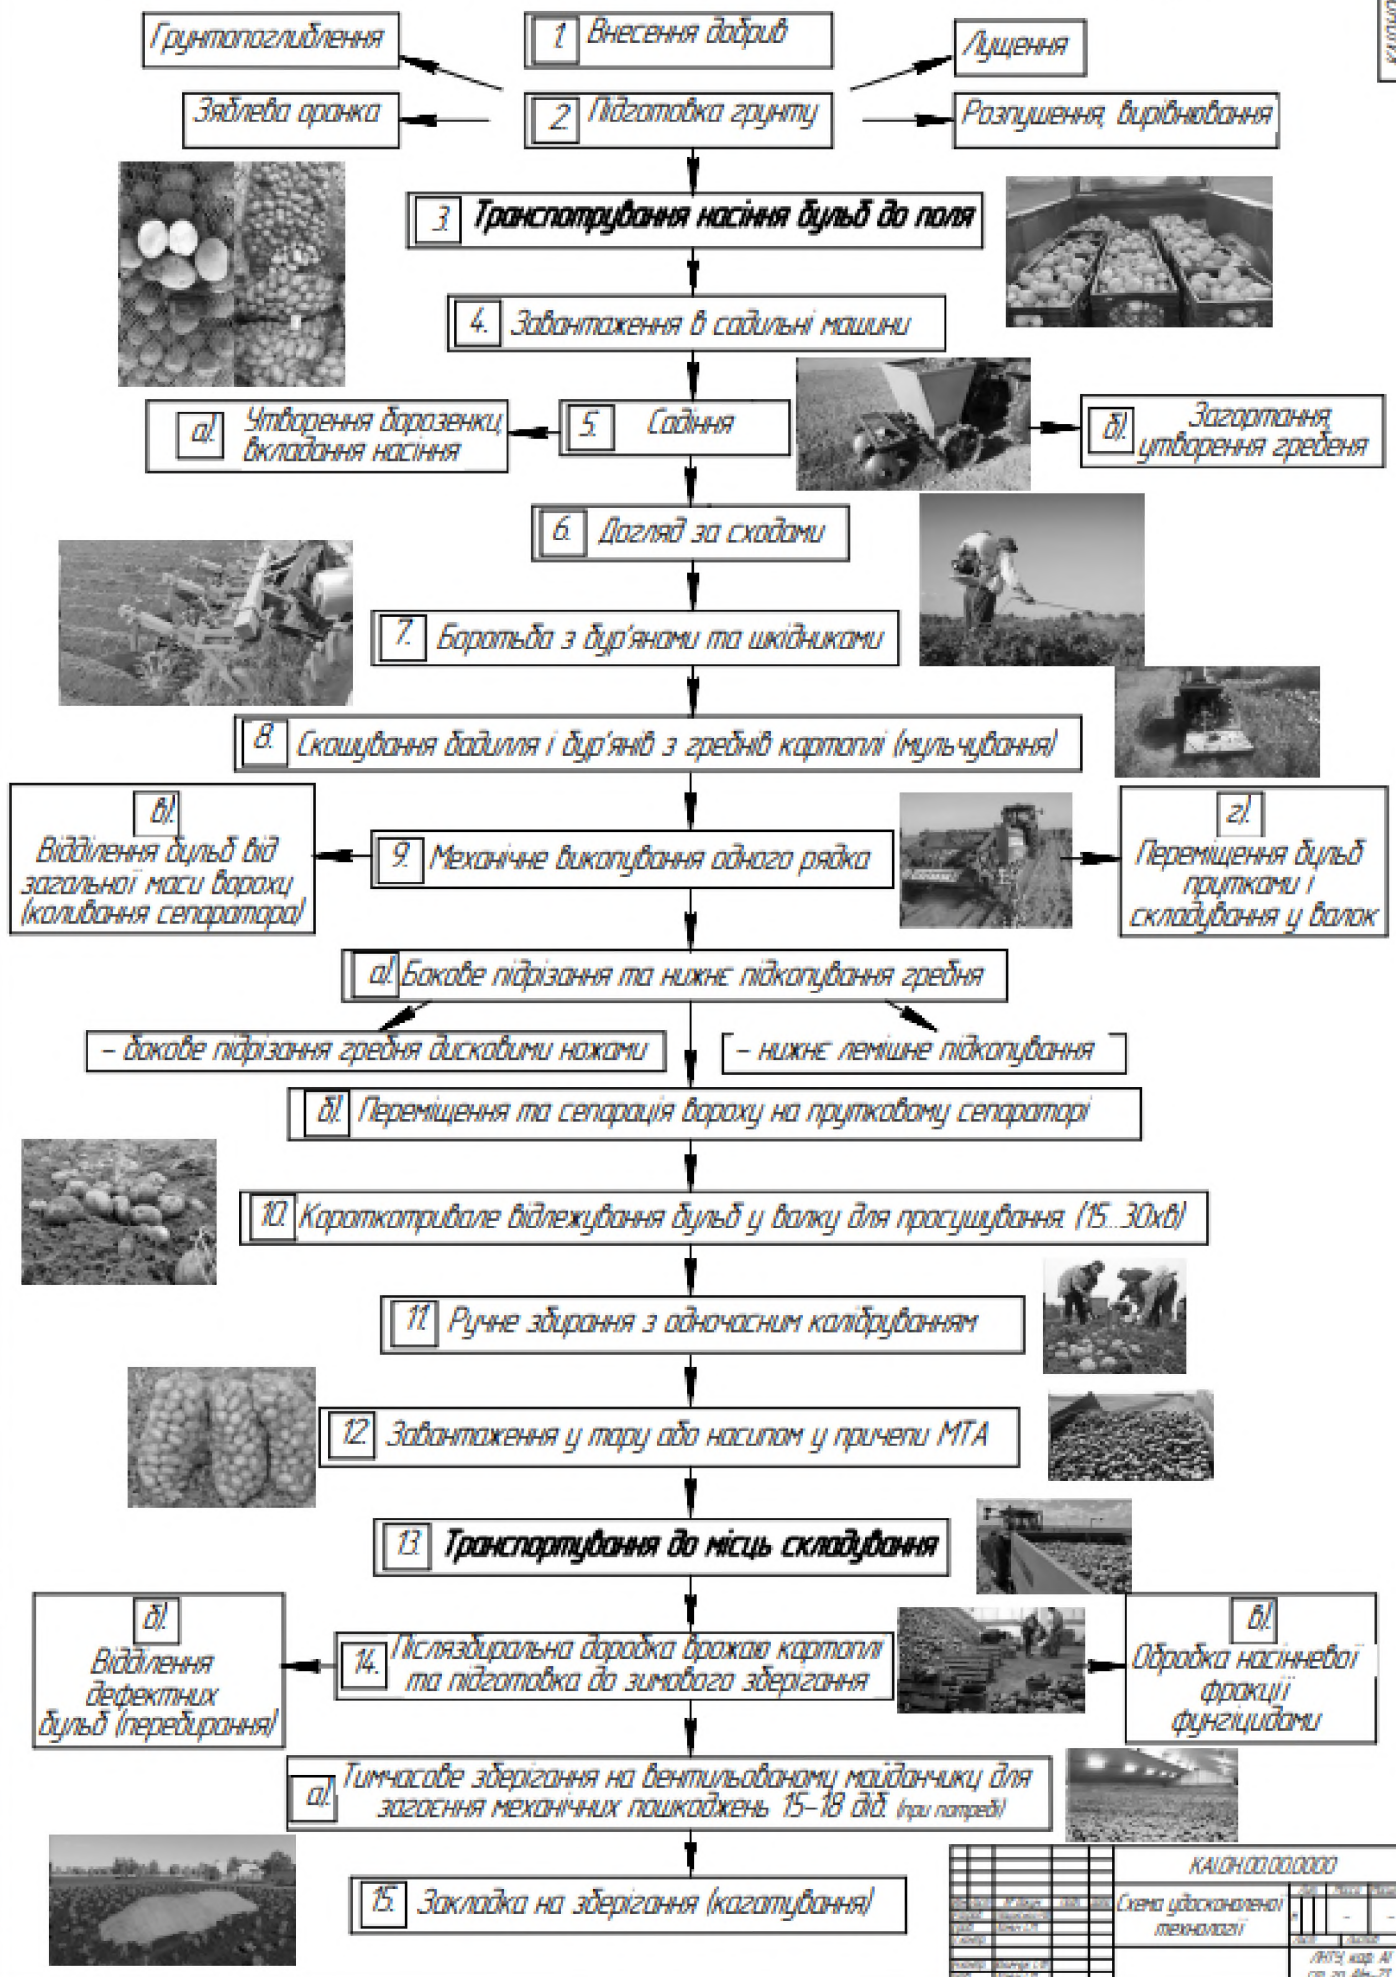 Грунтопоглиблення
1. Внесення добрив
Лущення
Зяблева оранка
2. Підготовка грунту
Розпушення, вирівнювання
3. Транспотрування насіння бульб до поля
4. Завантаження в садильні машини
а). Утворення борозенки,
вкладання насіння
5. Садіння
б). Загортання,
утворення гребеня
6. Догляд за сходами
7. Боротьба з бур'янами та шкідниками
8. Скошування бадилля і бур'янів з гребнів картоплі (мульчування)
в).
Відділення бульб від
загальної маси вороху
(коливання сепаратора)
9. Механічне викопування одного рядка
г).
Переміщення бульб
прутками і
складування у валок
а). Бокове підрізання та нижнє підкопування гребня
- бокове підрізання гребня дисковими ножами
- нижнє лемішне підкопування
б). Переміщення та сепарація вороху на прутковому сепараторі
10. Короткотривале відлежування бульб у валку для просушування (15...30хв)
11. Ручне збирання з одночасним калібруванням
12. Завантаження у тару або насипом у причепи МТА
13. Транспортування до місць складування
б).
Відділення
дефектних
бульб (перебирання)
14. Післязбиральна доробка врожаю картоплі
та підготовка до зимового зберігання
в).
Обробка насінневої
фракції
фунгіцидами
а). Тимчасове зберігання на вентильованому майданчику для
загоєння механічних пошкоджень 15-18 діб. (при потребі)
15. Закладка на зберігання (кагатування)
КАІ.ОН.00.00.0000
Схема удосконаленої
технології